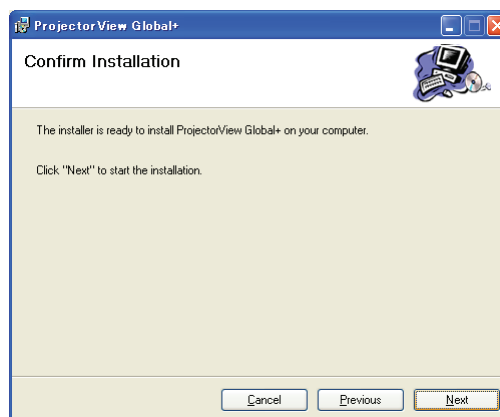 ProjectorView Global+
Confirm Installation
The installer is ready to install ProjectorView Global+ on your computer.
Click "Next" to start the installation.
Cancel Previous Next